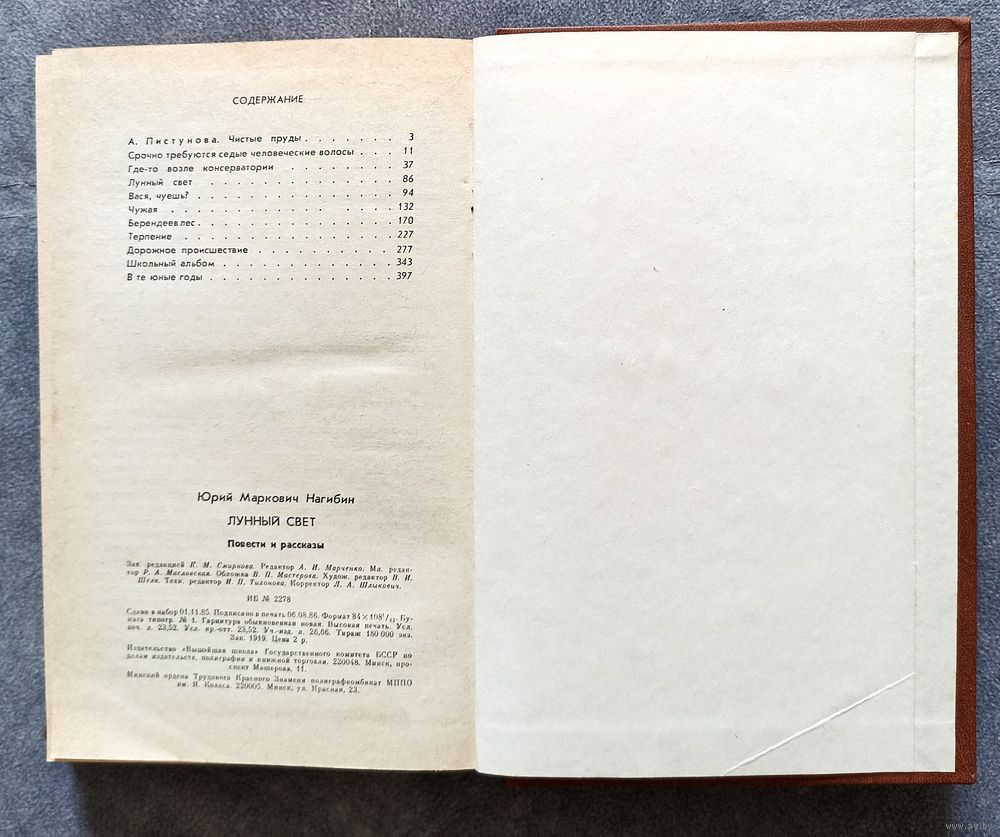 СОДЕРЖАНИЕ
А. Пистунова. Чистые пруды . . . . . . . 3
Срочно требуются седые человеческие волосы . . . 11
Где-то возле консерватории . . . . . . . . 37
Лунный свет . . . . . . . . . . . . 86
Вася, чуешь? . . . . . . . . . . . . 94
Чужая . . . . . . . . . . . . . 132
Берендеев лес . . . . . . . . . . . . 170
Терпение . . . . . . . . . . . . 227
Дорожное происшествие . . . . . . . . . 277
Школьный альбом . . . . . . . . . . . 343
В те юные годы . . . . . . . . . . . 397
Юрий Маркович Нагибин
ЛУННЫЙ СВЕТ
Повести и рассказы
Зав. редакцией К. М. Смирнова. Редактор А. И. Марченко. Мл. редак-
тор Р. А. Масловская. Обложка В. П. Мастерова. Худож. редактор В. И.
Шелк. Техн. редактор И. П. Тихонова. Корректор Л. А. Шлыкович.
ИБ № 2278
Сдано в набор 01.11.85. Подписано в печать 06.08.86. Формат 84×108¹/₃₂. Бу-
мага типогр. № 1. Гарнитура обыкновенная новая. Высокая печать. Усл.
печ. л. 23,52. Усл. кр.-отт. 23,52. Уч.-изд. л. 26,66. Тираж 180 000 экз.
Зак. 1919. Цена 2 р.
Издательство «Вышэйшая школа» Государственного комитета БССР по
делам издательств, полиграфии и книжной торговли. 220048. Минск, про-
спект Машерова, 11.
Минский ордена Трудового Красного Знамени полиграфкомбинат МППО
им. Я. Коласа. 220005. Минск, ул. Красная, 23.
www.ay.by